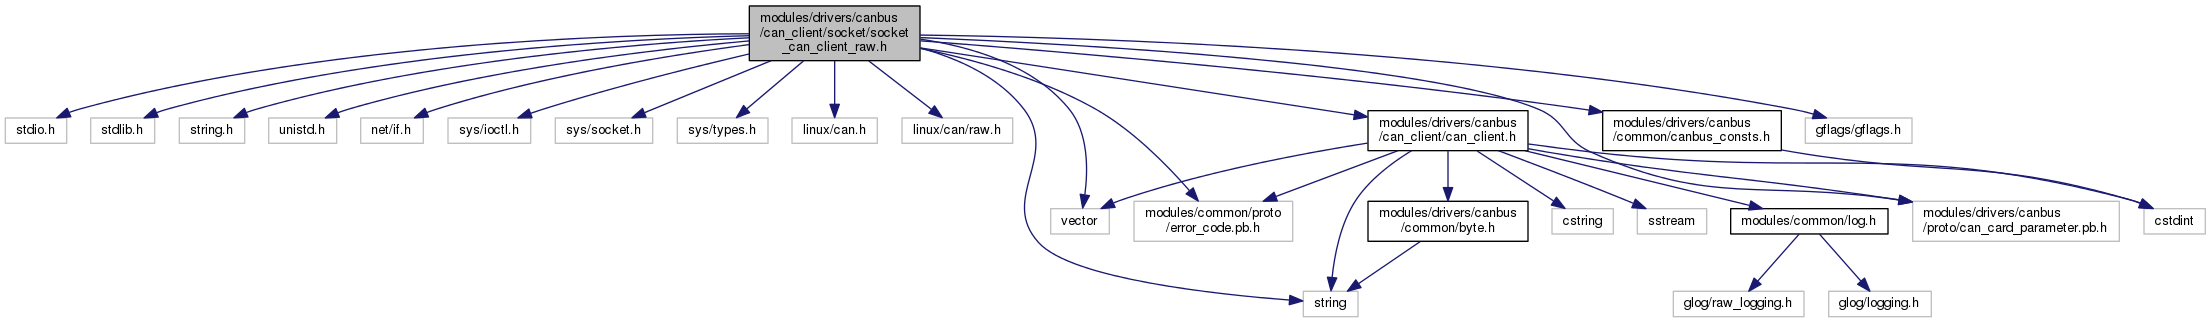 modules/drivers/canbus
/can_client/socket/socket
_can_client_raw.h
stdio.h
stdlib.h
string.h
unistd.h
net/if.h
sys/ioctl.h
sys/socket.h
sys/types.h
linux/can.h
linux/can/raw.h
modules/drivers/canbus
/can_client/can_client.h
modules/drivers/canbus
/common/canbus_consts.h
gflags/gflags.h
vector
modules/common/proto
/error_code.pb.h
modules/drivers/canbus
/common/byte.h
cstring
sstream
modules/common/log.h
modules/drivers/canbus
/proto/can_card_parameter.pb.h
cstdint
string
glog/raw_logging.h
glog/logging.h